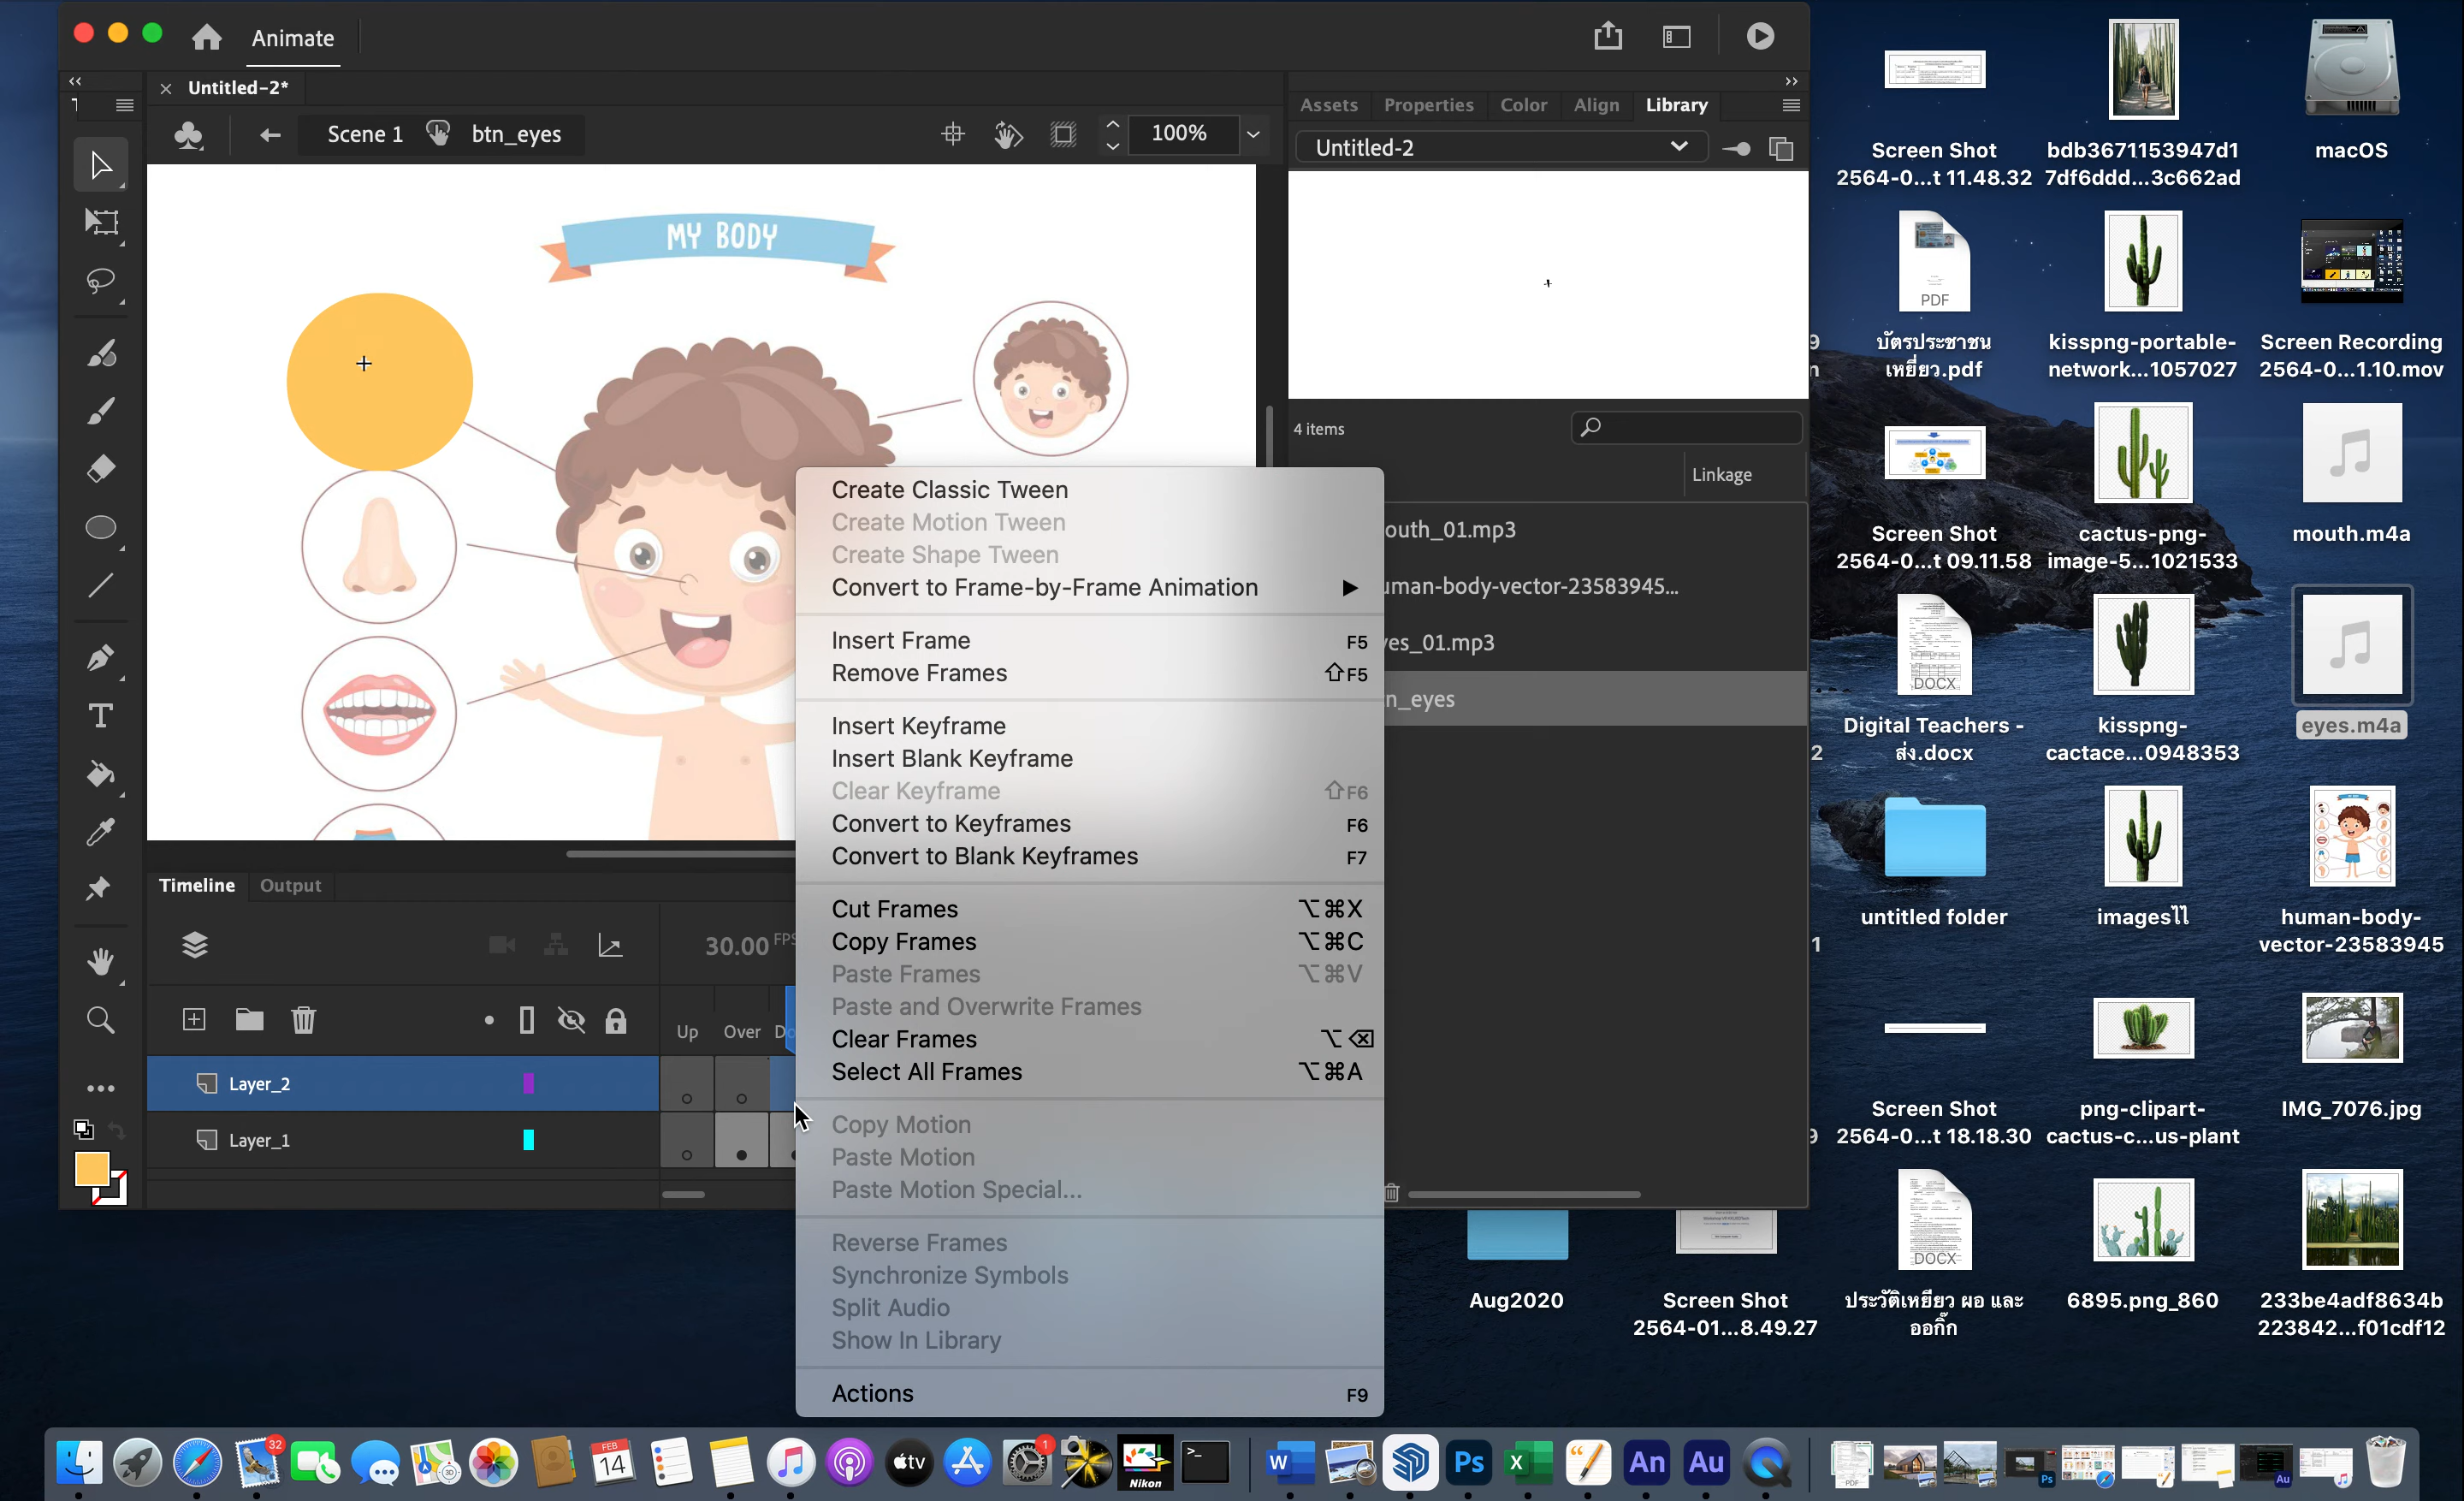 Animate
Untitled-2*
Scene 1
btn_eyes
100%
MY BODY
Assets
Properties
Color
Align
Library
Untitled-2
4 items
Linkage
outh_01.mp3
uman-body-vector-23583945...
yes_01.mp3
n_eyes
Create Classic Tween
Create Motion Tween
Create Shape Tween
Convert to Frame-by-Frame Animation
Insert Frame F5
Remove Frames ⇧F5
Insert Keyframe
Insert Blank Keyframe
Clear Keyframe ⇧F6
Convert to Keyframes F6
Convert to Blank Keyframes F7
Cut Frames ⌥⌘X
Copy Frames ⌥⌘C
Paste Frames ⌥⌘V
Paste and Overwrite Frames
Clear Frames ⌥⌫
Select All Frames ⌥⌘A
Copy Motion
Paste Motion
Paste Motion Special...
Reverse Frames
Synchronize Symbols
Split Audio
Show In Library
Actions F9
Timeline
Output
30.00 FPS
Up
Over
Do
Layer_2
Layer_1
Screen Shot
2564-0...t 11.48.32
bdb3671153947d1
7df6ddd...3c662ad
macOS
PDF
บัตรประชาชน
เหยี่ยว.pdf
kisspng-portable-
network...1057027
Screen Recording
2564-0...1.10.mov
Screen Shot
2564-0...t 09.11.58
cactus-png-
image-5...1021533
mouth.m4a
DOCX
Digital Teachers -
ส่ง.docx
kisspng-
cactace...0948353
eyes.m4a
untitled folder
imagesไไ
human-body-
vector-23583945
Screen Shot
2564-0...t 18.18.30
png-clipart-
cactus-c...us-plant
IMG_7076.jpg
Aug2020
Screen Shot
2564-01...8.49.27
DOCX
ประวัติเหยียว ผอ และ
ออกิ๊ก
6895.png_860
233be4adf8634b
223842...f01cdf12
32
3D
FEB
14
tv
1
Nikon
>_
W
Ps
X
An
Au
PDF
Ps
Au